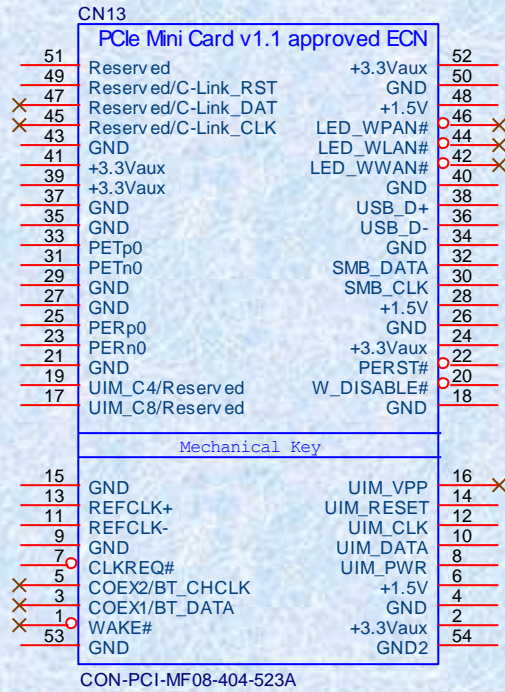 CN13
PCIe Mini Card v1.1 approved ECN
51 Reserved +3.3Vaux 52
49 Reserved/C-Link_RST GND 50
47 Reserved/C-Link_DAT +1.5V 48
45 Reserved/C-Link_CLK LED_WPAN# 46
43 GND LED_WLAN# 44
41 +3.3Vaux LED_WWAN# 42
39 +3.3Vaux GND 40
37 GND USB_D+ 38
35 GND USB_D- 36
33 PETp0 GND 34
31 PETn0 SMB_DATA 32
29 GND SMB_CLK 30
27 GND +1.5V 28
25 PERp0 GND 26
23 PERn0 +3.3Vaux 24
21 GND PERST# 22
19 UIM_C4/Reserved W_DISABLE# 20
17 UIM_C8/Reserved GND 18
Mechanical Key
15 GND UIM_VPP 16
13 REFCLK+ UIM_RESET 14
11 REFCLK- UIM_CLK 12
9 GND UIM_DATA 10
7 CLKREQ# UIM_PWR 8
5 COEX2/BT_CHCLK +1.5V 6
3 COEX1/BT_DATA GND 4
1 WAKE# +3.3Vaux 2
53 GND GND2 54
CON-PCI-MF08-404-523A